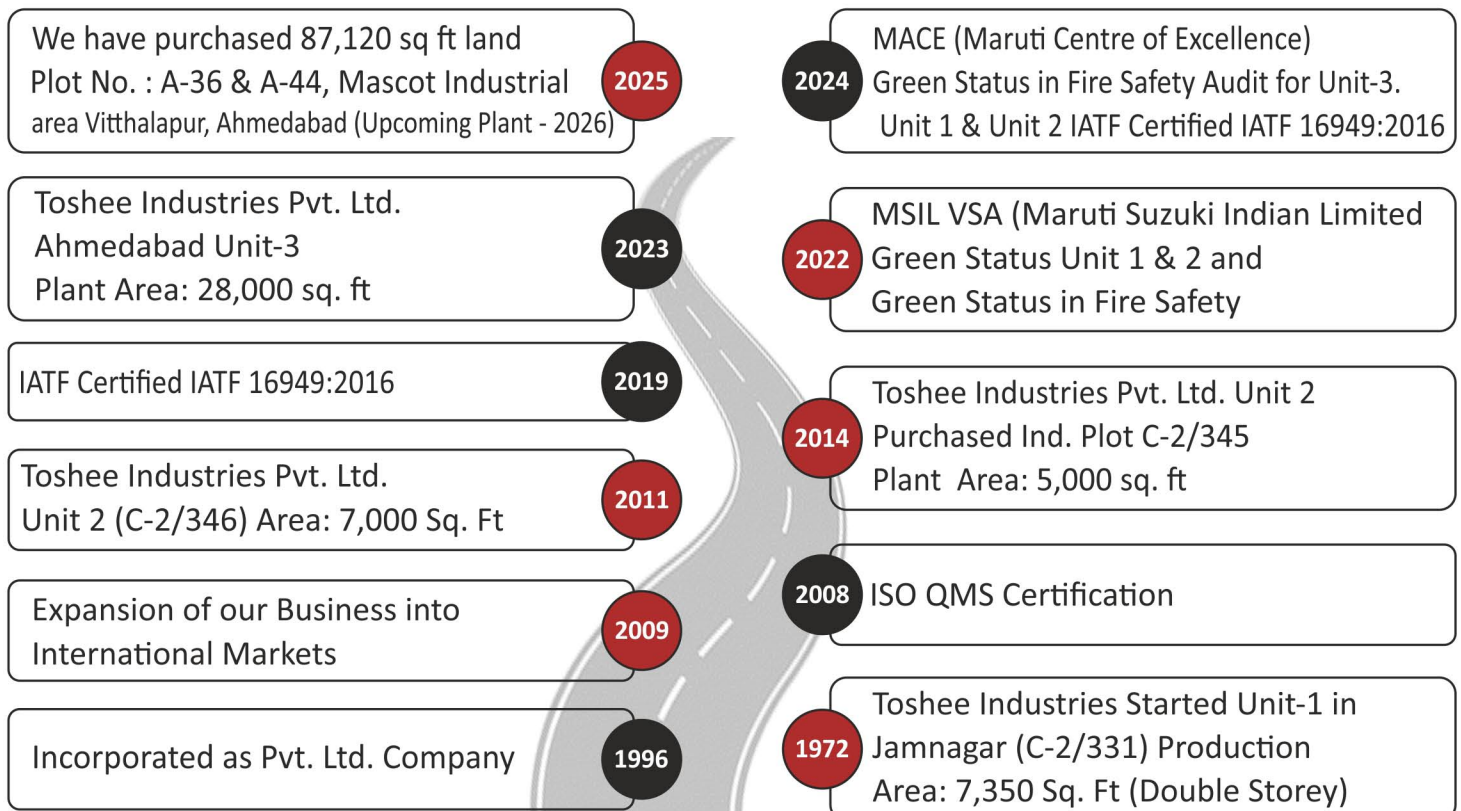 We have purchased 87,120 sq ft land
Plot No. : A-36 & A-44, Mascot Industrial
area Vitthalapur, Ahmedabad (Upcoming Plant - 2026)
2025
2024
MACE (Maruti Centre of Excellence)
Green Status in Fire Safety Audit for Unit-3.
Unit 1 & Unit 2 IATF Certified IATF 16949:2016
Toshee Industries Pvt. Ltd.
Ahmedabad Unit-3
Plant Area: 28,000 sq. ft
2023
2022
MSIL VSA (Maruti Suzuki Indian Limited
Green Status Unit 1 & 2 and
Green Status in Fire Safety
IATF Certified IATF 16949:2016
2019
2014
Toshee Industries Pvt. Ltd. Unit 2
Purchased Ind. Plot C-2/345
Plant Area: 5,000 sq. ft
Toshee Industries Pvt. Ltd.
Unit 2 (C-2/346) Area: 7,000 Sq. Ft
2011
2008
ISO QMS Certification
Expansion of our Business into
International Markets
2009
1972
Toshee Industries Started Unit-1 in
Jamnagar (C-2/331) Production
Area: 7,350 Sq. Ft (Double Storey)
Incorporated as Pvt. Ltd. Company
1996